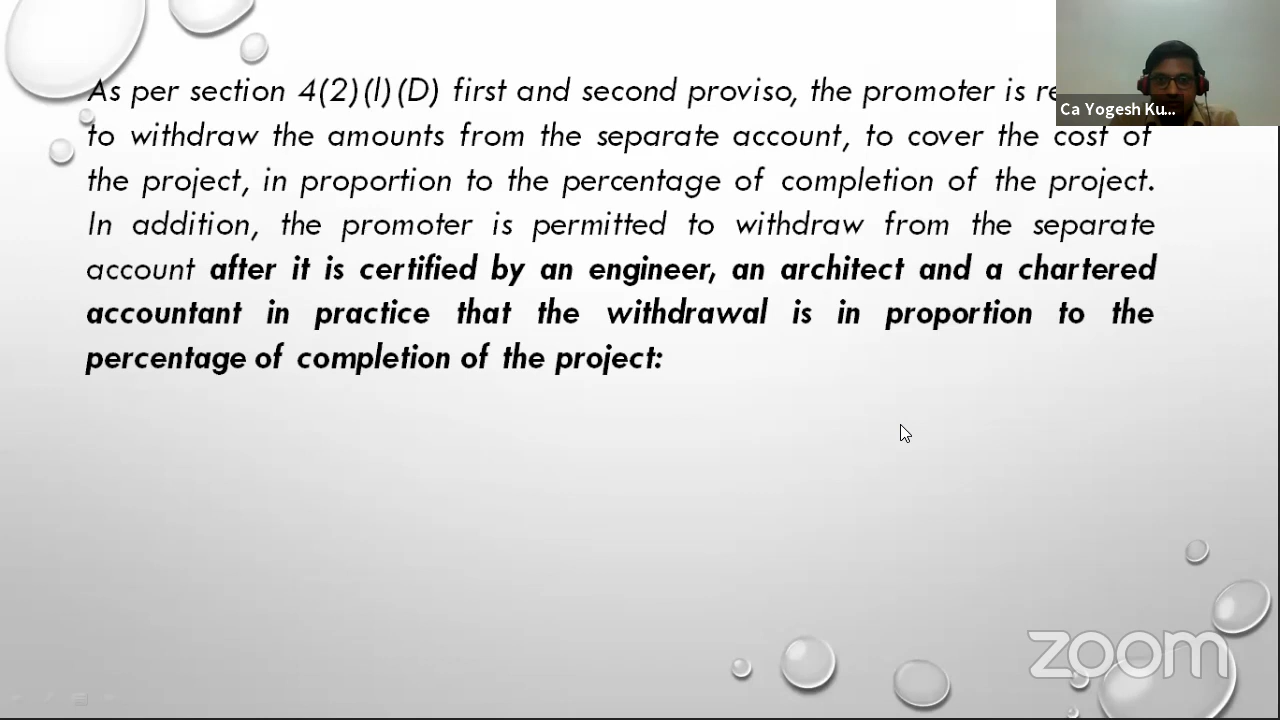 As per section 4(2)(l)(D) first and second proviso, the promoter is
to withdraw the amounts from the separate account, to cover the cost of
the project, in proportion to the percentage of completion of the project.
In addition, the promoter is permitted to withdraw from the separate
account after it is certified by an engineer, an architect and a chartered
accountant in practice that the withdrawal is in proportion to the
percentage of completion of the project:
Ca Yogesh Ku...
zoom